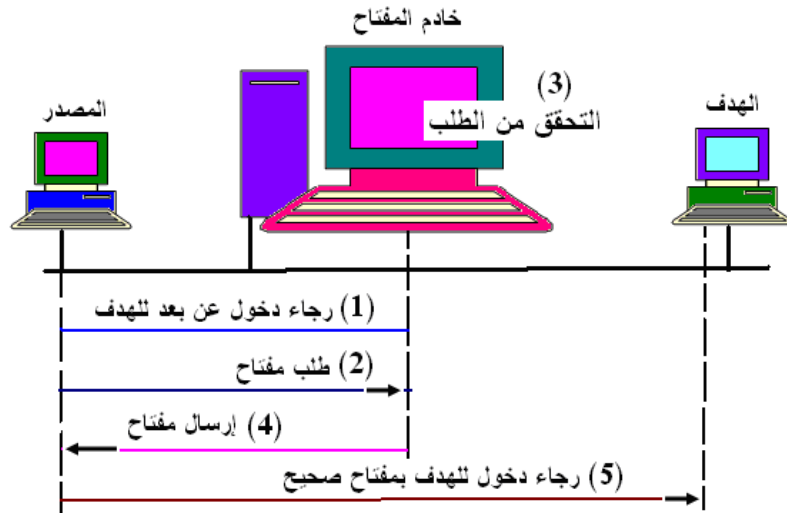 خادم المفتاح
المصدر
(3)
الهدف
التحقق من الطلب
(1) رجاء دخول عن بعد للهدف
(2) طلب مفتاح
(4) إرسال مفتاح
(5) رجاء دخول للهدف بمفتاح صحيح